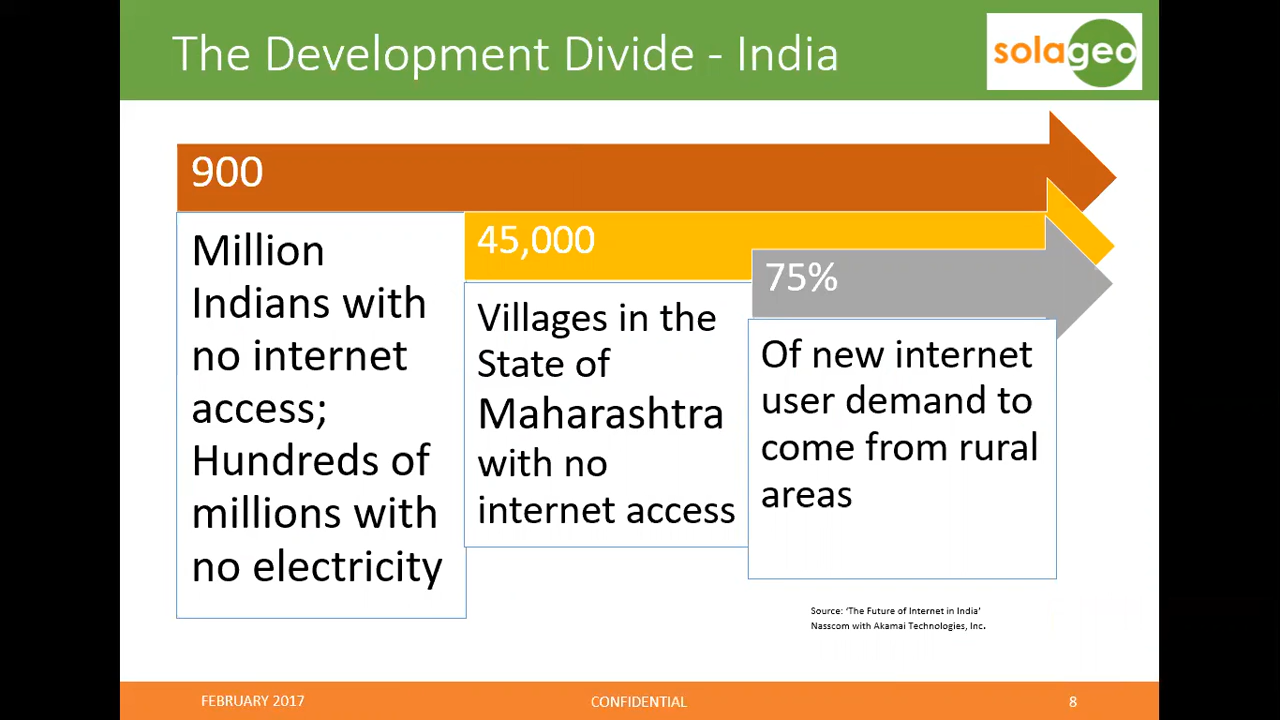 The Development Divide - India
solageo
900
Million
Indians with
no internet
access;
Hundreds of
millions with
no electricity
45,000
Villages in the
State of
Maharashtra
with no
internet access
75%
Of new internet
user demand to
come from rural
areas
Source: ‘The Future of Internet in India’
Nasscom with Akamai Technologies, Inc.
FEBRUARY 2017
CONFIDENTIAL
8